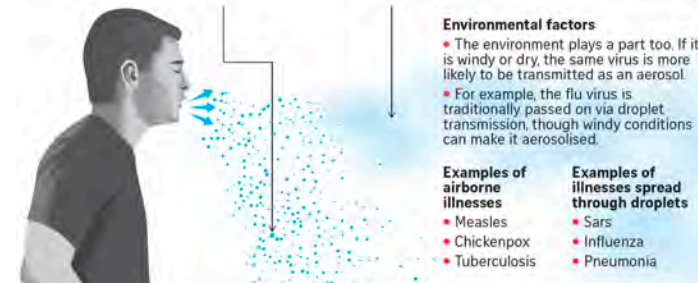 Environmental factors
• The environment plays a part too. If it
is windy or dry, the same virus is more
likely to be transmitted as an aerosol.
• For example, the flu virus is
traditionally passed on via droplet
transmission, though windy conditions
can make it aerosolised.
Examples of
airborne
illnesses
• Measles
• Chickenpox
• Tuberculosis
Examples of
illnesses spread
through droplets
• Sars
• Influenza
• Pneumonia